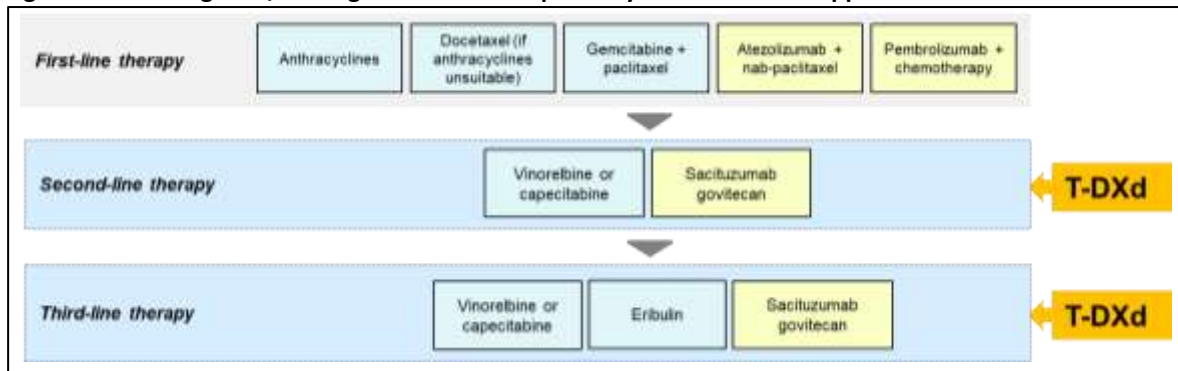 First-line therapy
Anthracyclines
Docetaxel (if
anthracyclines
unsuitable)
Gemcitabine +
paclitaxel
Atezolizumab +
nab-paclitaxel
Pembrolizumab +
chemotherapy
Second-line therapy
Vinorelbine or
capecitabine
Sacituzumab
govitecan
T-DXd
Third-line therapy
Vinorelbine or
capecitabine
Eribulin
Sacituzumab
govitecan
T-DXd